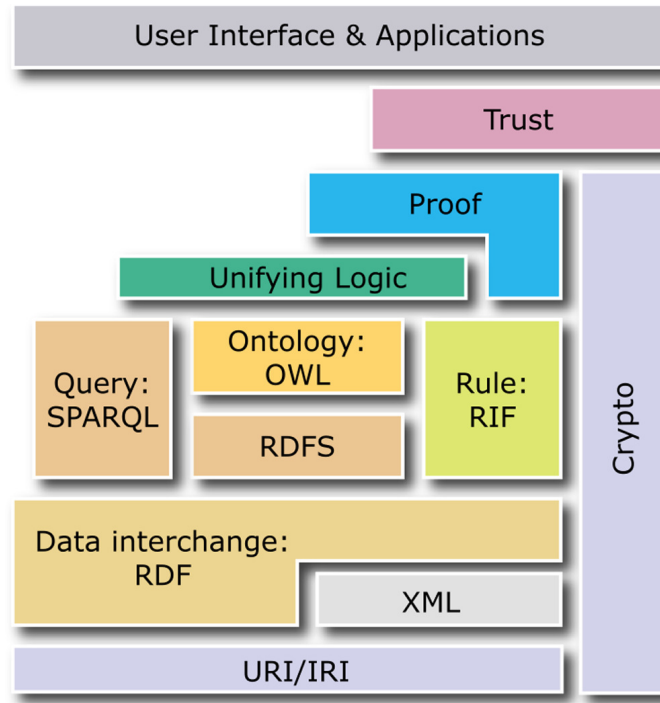 User Interface & Applications
Trust
Proof
Unifying Logic
Query:
SPARQL
Ontology:
OWL
RDFS
Rule:
RIF
Crypto
Data interchange:
RDF
XML
URI/IRI